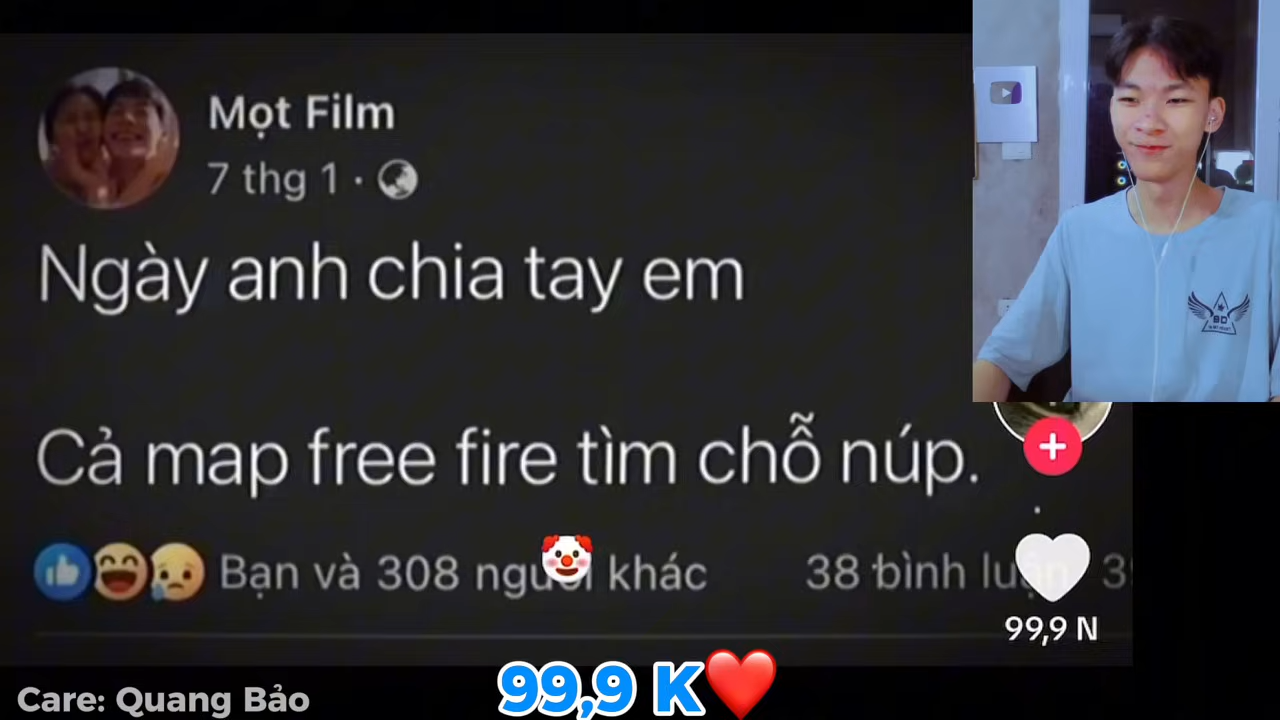 Mọt Film
7 thg 1 ·
Ngày anh chia tay em
Cả map free fire tìm chỗ núp.
Bạn và 308 người khác
38 bình luận
99,9 N
99,9 K
Care: Quang Bảo
BD